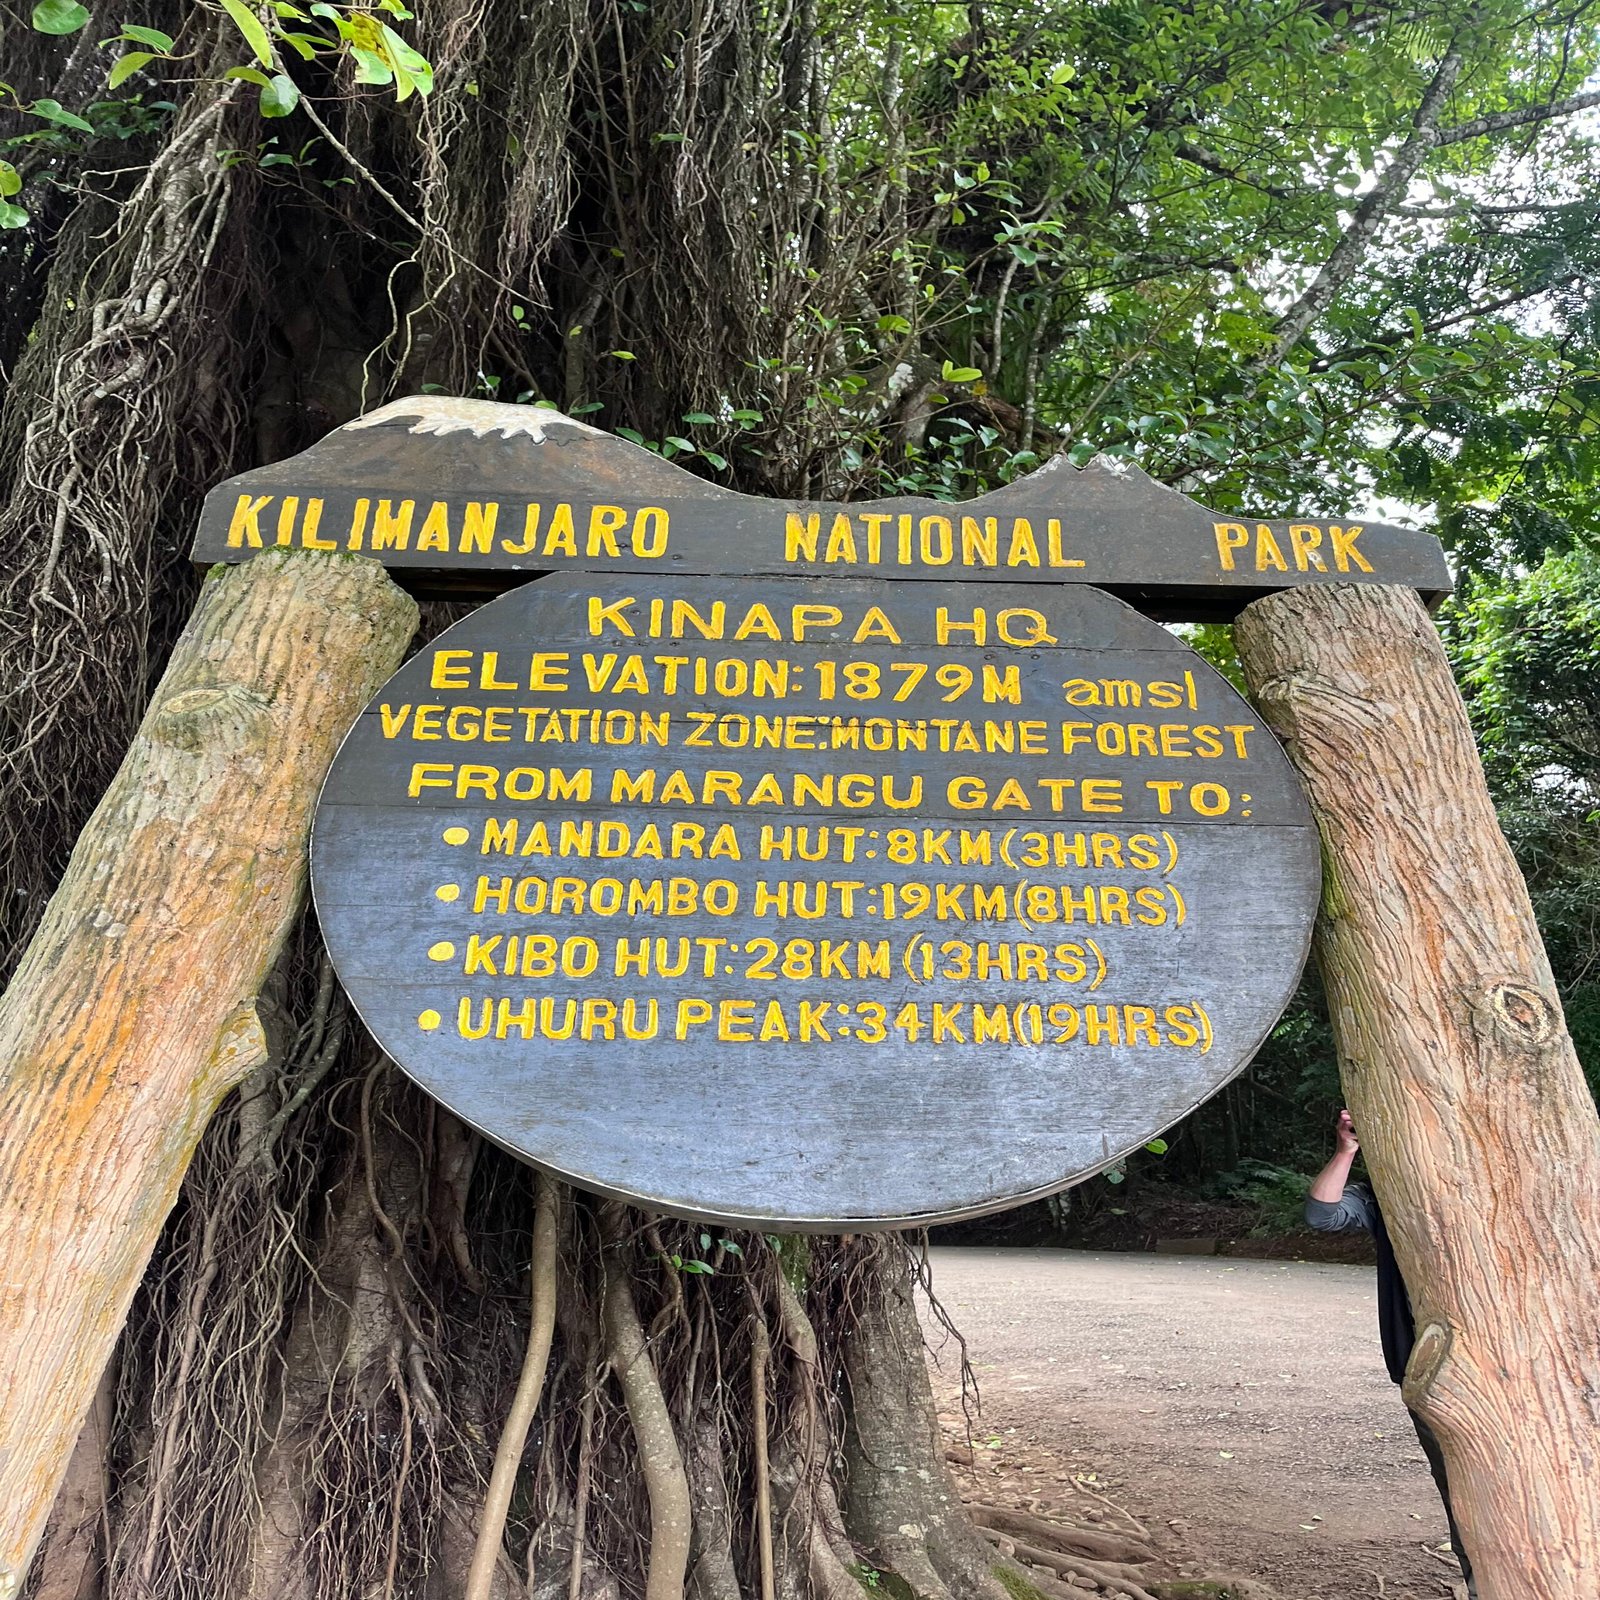 KILIMANJARO NATIONAL PARK
KINAPA HQ
ELEVATION:1879M amsl
VEGETATION ZONE:MONTANE FOREST
FROM MARANGU GATE TO:
• MANDARA HUT:8KM(3HRS)
• HOROMBO HUT:19KM(8HRS)
• KIBO HUT:28KM(13HRS)
• UHURU PEAK:34KM(19HRS)